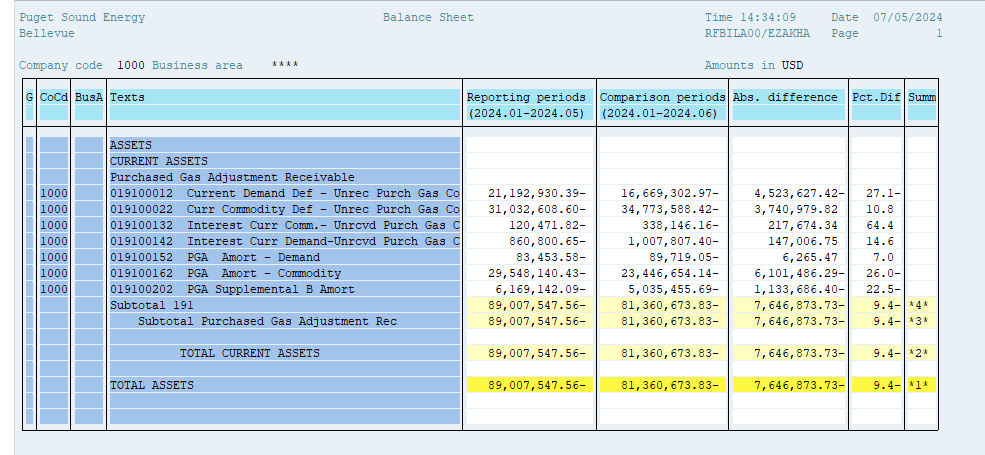 Puget Sound Energy Balance Sheet Time 14:34:09 Date 07/05/2024
Bellevue RFBILA00/EZAKHA Page 1
Company code 1000 Business area **** Amounts in USD
G CoCd BusA Texts Reporting periods Comparison periods Abs. difference Pct.Dif Summ
(2024.01-2024.05) (2024.01-2024.06)
ASSETS
CURRENT ASSETS
Purchased Gas Adjustment Receivable
1000 019100012 Current Demand Def - Unrec Purch Gas Co 21,192,930.39- 16,669,302.97- 4,523,627.42- 27.1-
1000 019100022 Curr Commodity Def - Unrec Purch Gas Co 31,032,608.60- 34,773,588.42- 3,740,979.82 10.8
1000 019100132 Interest Curr Comm.- Unrcvd Purch Gas C 120,471.82- 338,146.16- 217,674.34 64.4
1000 019100142 Interest Curr Demand-Unrcvd Purch Gas C 860,800.65- 1,007,807.40- 147,006.75 14.6
1000 019100152 PGA Amort - Demand 83,453.58- 89,719.05- 6,265.47 7.0
1000 019100162 PGA Amort - Commodity 29,548,140.43- 23,446,654.14- 6,101,486.29- 26.0-
1000 019100202 PGA Supplemental B Amort 6,169,142.09- 5,035,455.69- 1,133,686.40- 22.5-
Subtotal 191 89,007,547.56- 81,360,673.83- 7,646,873.73- 9.4- *4*
Subtotal Purchased Gas Adjustment Rec 89,007,547.56- 81,360,673.83- 7,646,873.73- 9.4- *3*
TOTAL CURRENT ASSETS 89,007,547.56- 81,360,673.83- 7,646,873.73- 9.4- *2*
TOTAL ASSETS 89,007,547.56- 81,360,673.83- 7,646,873.73- 9.4- *1*